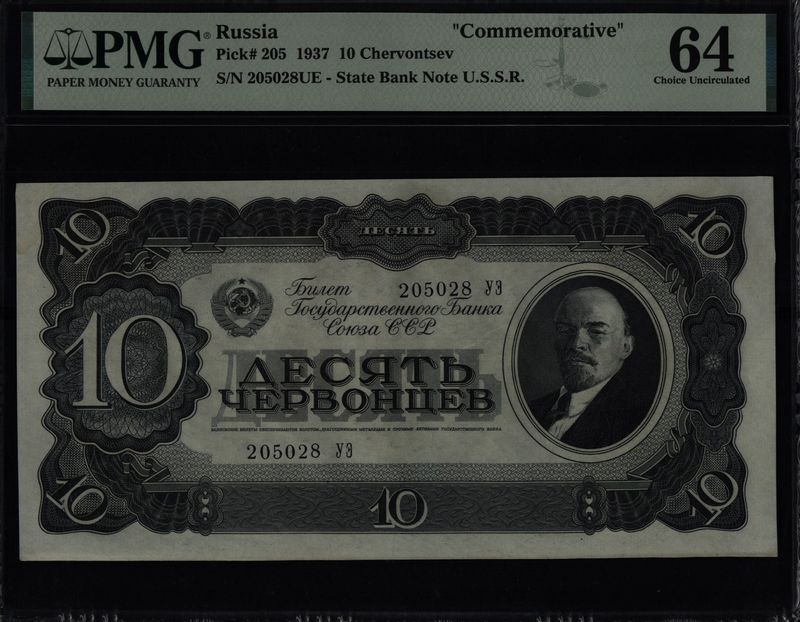 PMG®
PAPER MONEY GUARANTY
Russia "Commemorative"
Pick# 205 1937 10 Chervontsev
S/N 205028UE - State Bank Note U.S.S.R.
64
Choice Uncirculated
10
10
ДЕСЯТЬ
Билет 205028 УЭ
Государственного Банка
Союза ССР
10
ДЕСЯТЬ
ДЕСЯТЬ
ЧЕРВОНЦЕВ
205028 УЭ
10
10
10